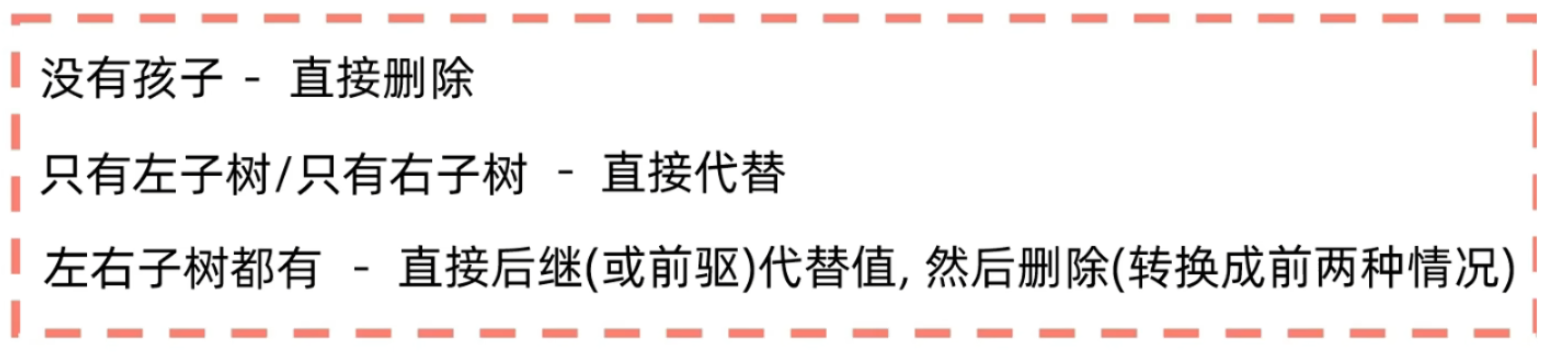 没有孩子 - 直接删除
只有左子树/只有右子树 - 直接代替
左右子树都有 - 直接后继(或前驱)代替值, 然后删除(转换成前两种情况)